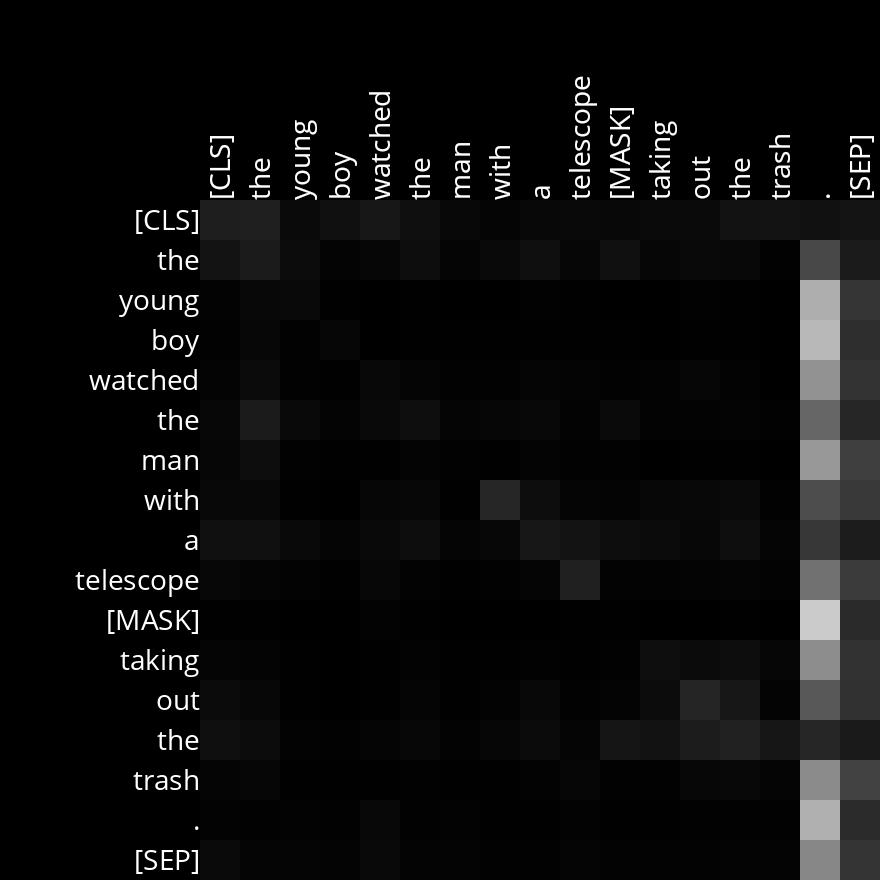 [CLS] the young boy watched the man with a telescope [MASK] taking out the trash . [SEP]
[CLS]
the
young
boy
watched
the
man
with
a
telescope
[MASK]
taking
out
the
trash
.
[SEP]